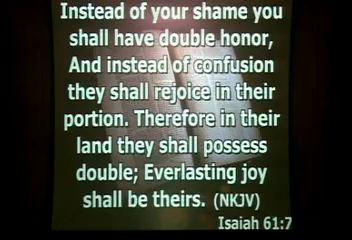 Instead of your shame you
shall have double honor,
And instead of confusion
they shall rejoice in their
portion. Therefore in their
land they shall possess
double; Everlasting joy
shall be theirs. (NKJV)
Isaiah 61:7